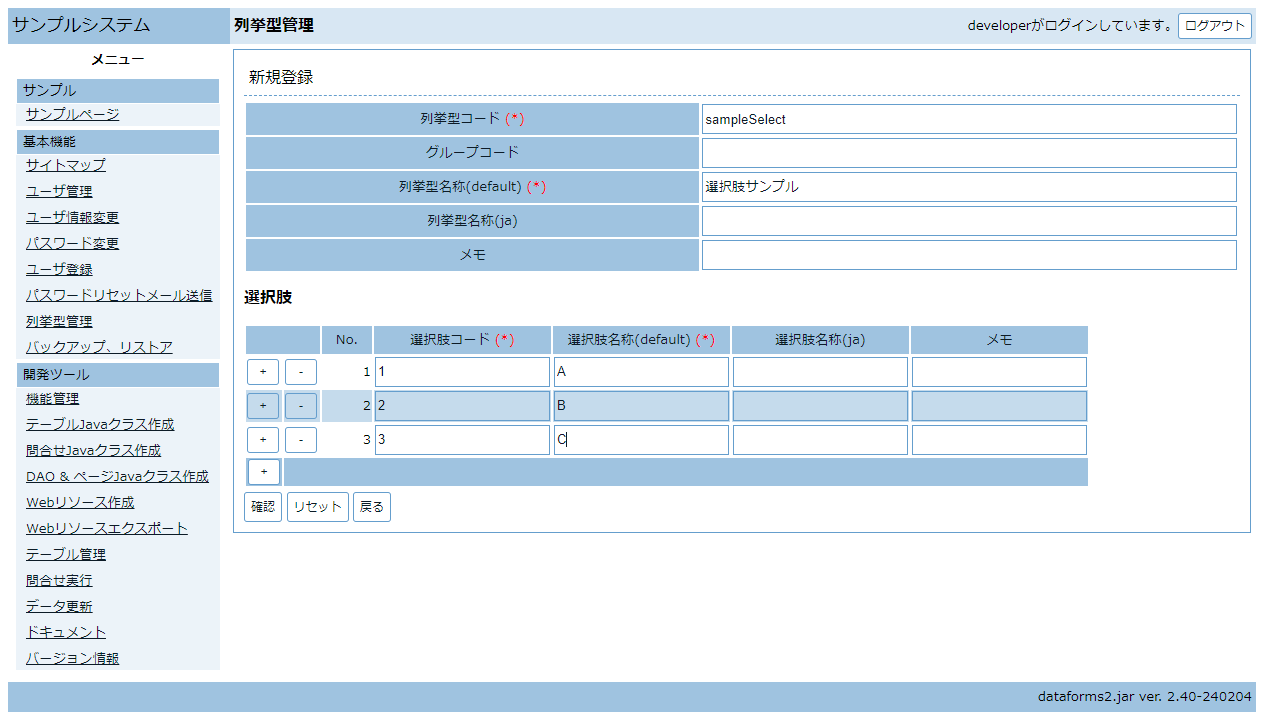 サンプルシステム
列挙型管理
developerがログインしています。 ログアウト
メニュー
サンプル
サンプルページ
基本機能
サイトマップ
ユーザ管理
ユーザ情報変更
パスワード変更
ユーザ登録
パスワードリセットメール送信
列挙型管理
バックアップ、リストア
開発ツール
機能管理
テーブルJavaクラス作成
問合せJavaクラス作成
DAO & ページJavaクラス作成
Webリソース作成
Webリソースエクスポート
テーブル管理
問合せ実行
データ更新
ドキュメント
バージョン情報
新規登録
列挙型コード (*) sampleSelect
グループコード
列挙型名称(default) (*) 選択肢サンプル
列挙型名称(ja)
メモ
選択肢
No. 選択肢コード (*) 選択肢名称(default) (*) 選択肢名称(ja) メモ
+ - 1 1 A
+ - 2 2 B
+ - 3 3 C
+
確認 リセット 戻る
dataforms2.jar ver. 2.40-240204